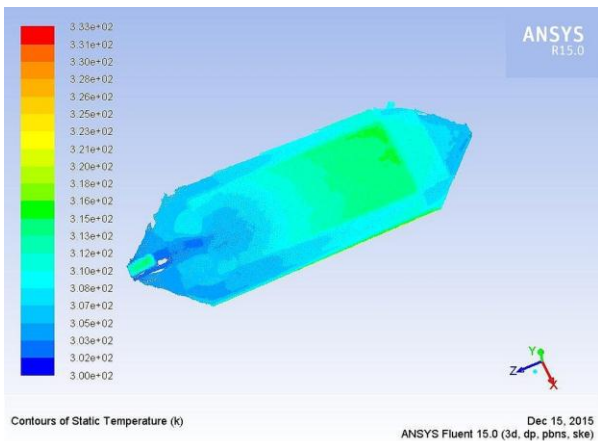 3.33e+02
3.31e+02
3.30e+02
3.28e+02
3.26e+02
3.25e+02
3.23e+02
3.21e+02
3.20e+02
3.18e+02
3.16e+02
3.15e+02
3.13e+02
3.12e+02
3.10e+02
3.08e+02
3.07e+02
3.05e+02
3.03e+02
3.02e+02
3.00e+02
ANSYS
R15.0
Y
Z
X
Contours of Static Temperature (k)
Dec 15, 2015
ANSYS Fluent 15.0 (3d, dp, pbns, ske)